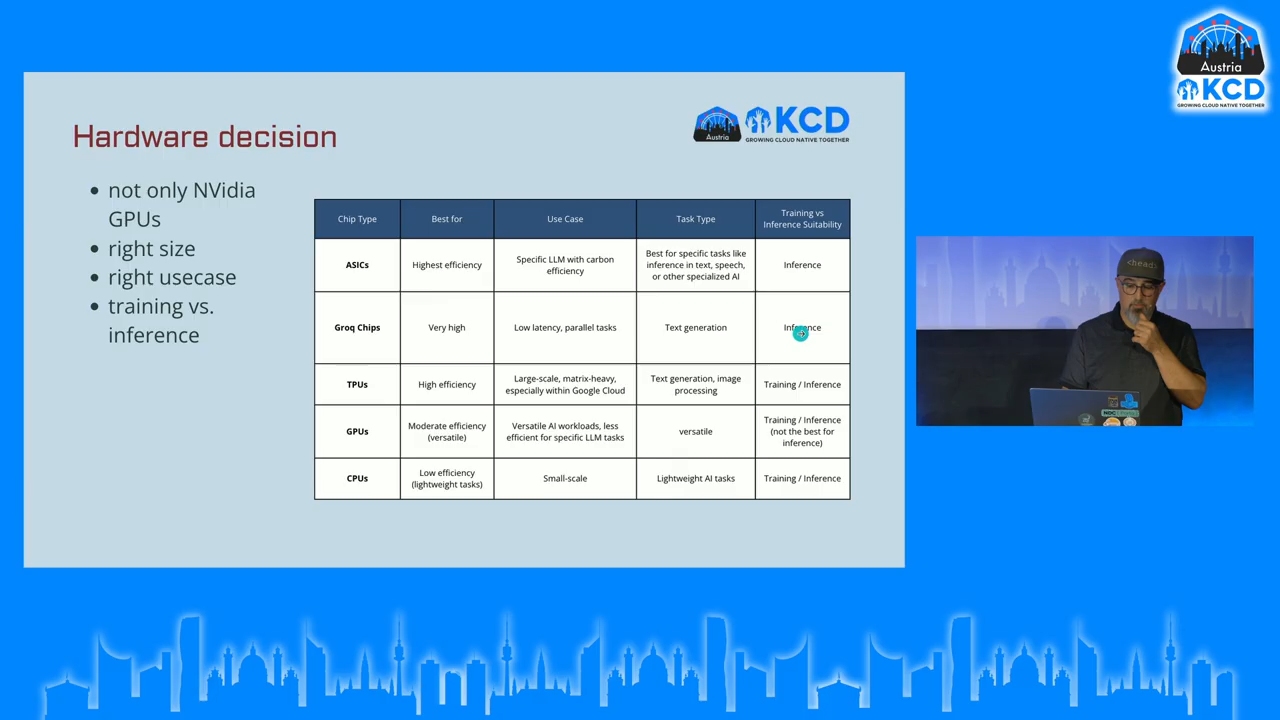 Austria
KCD
GROWING CLOUD NATIVE TOGETHER
Hardware decision
Austria
KCD
GROWING CLOUD NATIVE TOGETHER
• not only NVidia
GPUs
• right size
• right usecase
• training vs.
inference
Chip Type
Best for
Use Case
Task Type
Training vs
Inference Suitability
ASICs
Highest efficiency
Specific LLM with carbon
efficiency
Best for specific tasks like
inference in text, speech,
or other specialized AI
Inference
Groq Chips
Very high
Low latency, parallel tasks
Text generation
Inference
TPUs
High efficiency
Large-scale, matrix-heavy,
especially within Google Cloud
Text generation, image
processing
Training / Inference
GPUs
Moderate efficiency
(versatile)
Versatile AI workloads, less
efficient for specific LLM tasks
versatile
Training / Inference
(not the best for
inference)
CPUs
Low efficiency
(lightweight tasks)
Small-scale
Lightweight AI tasks
Training / Inference
<head>